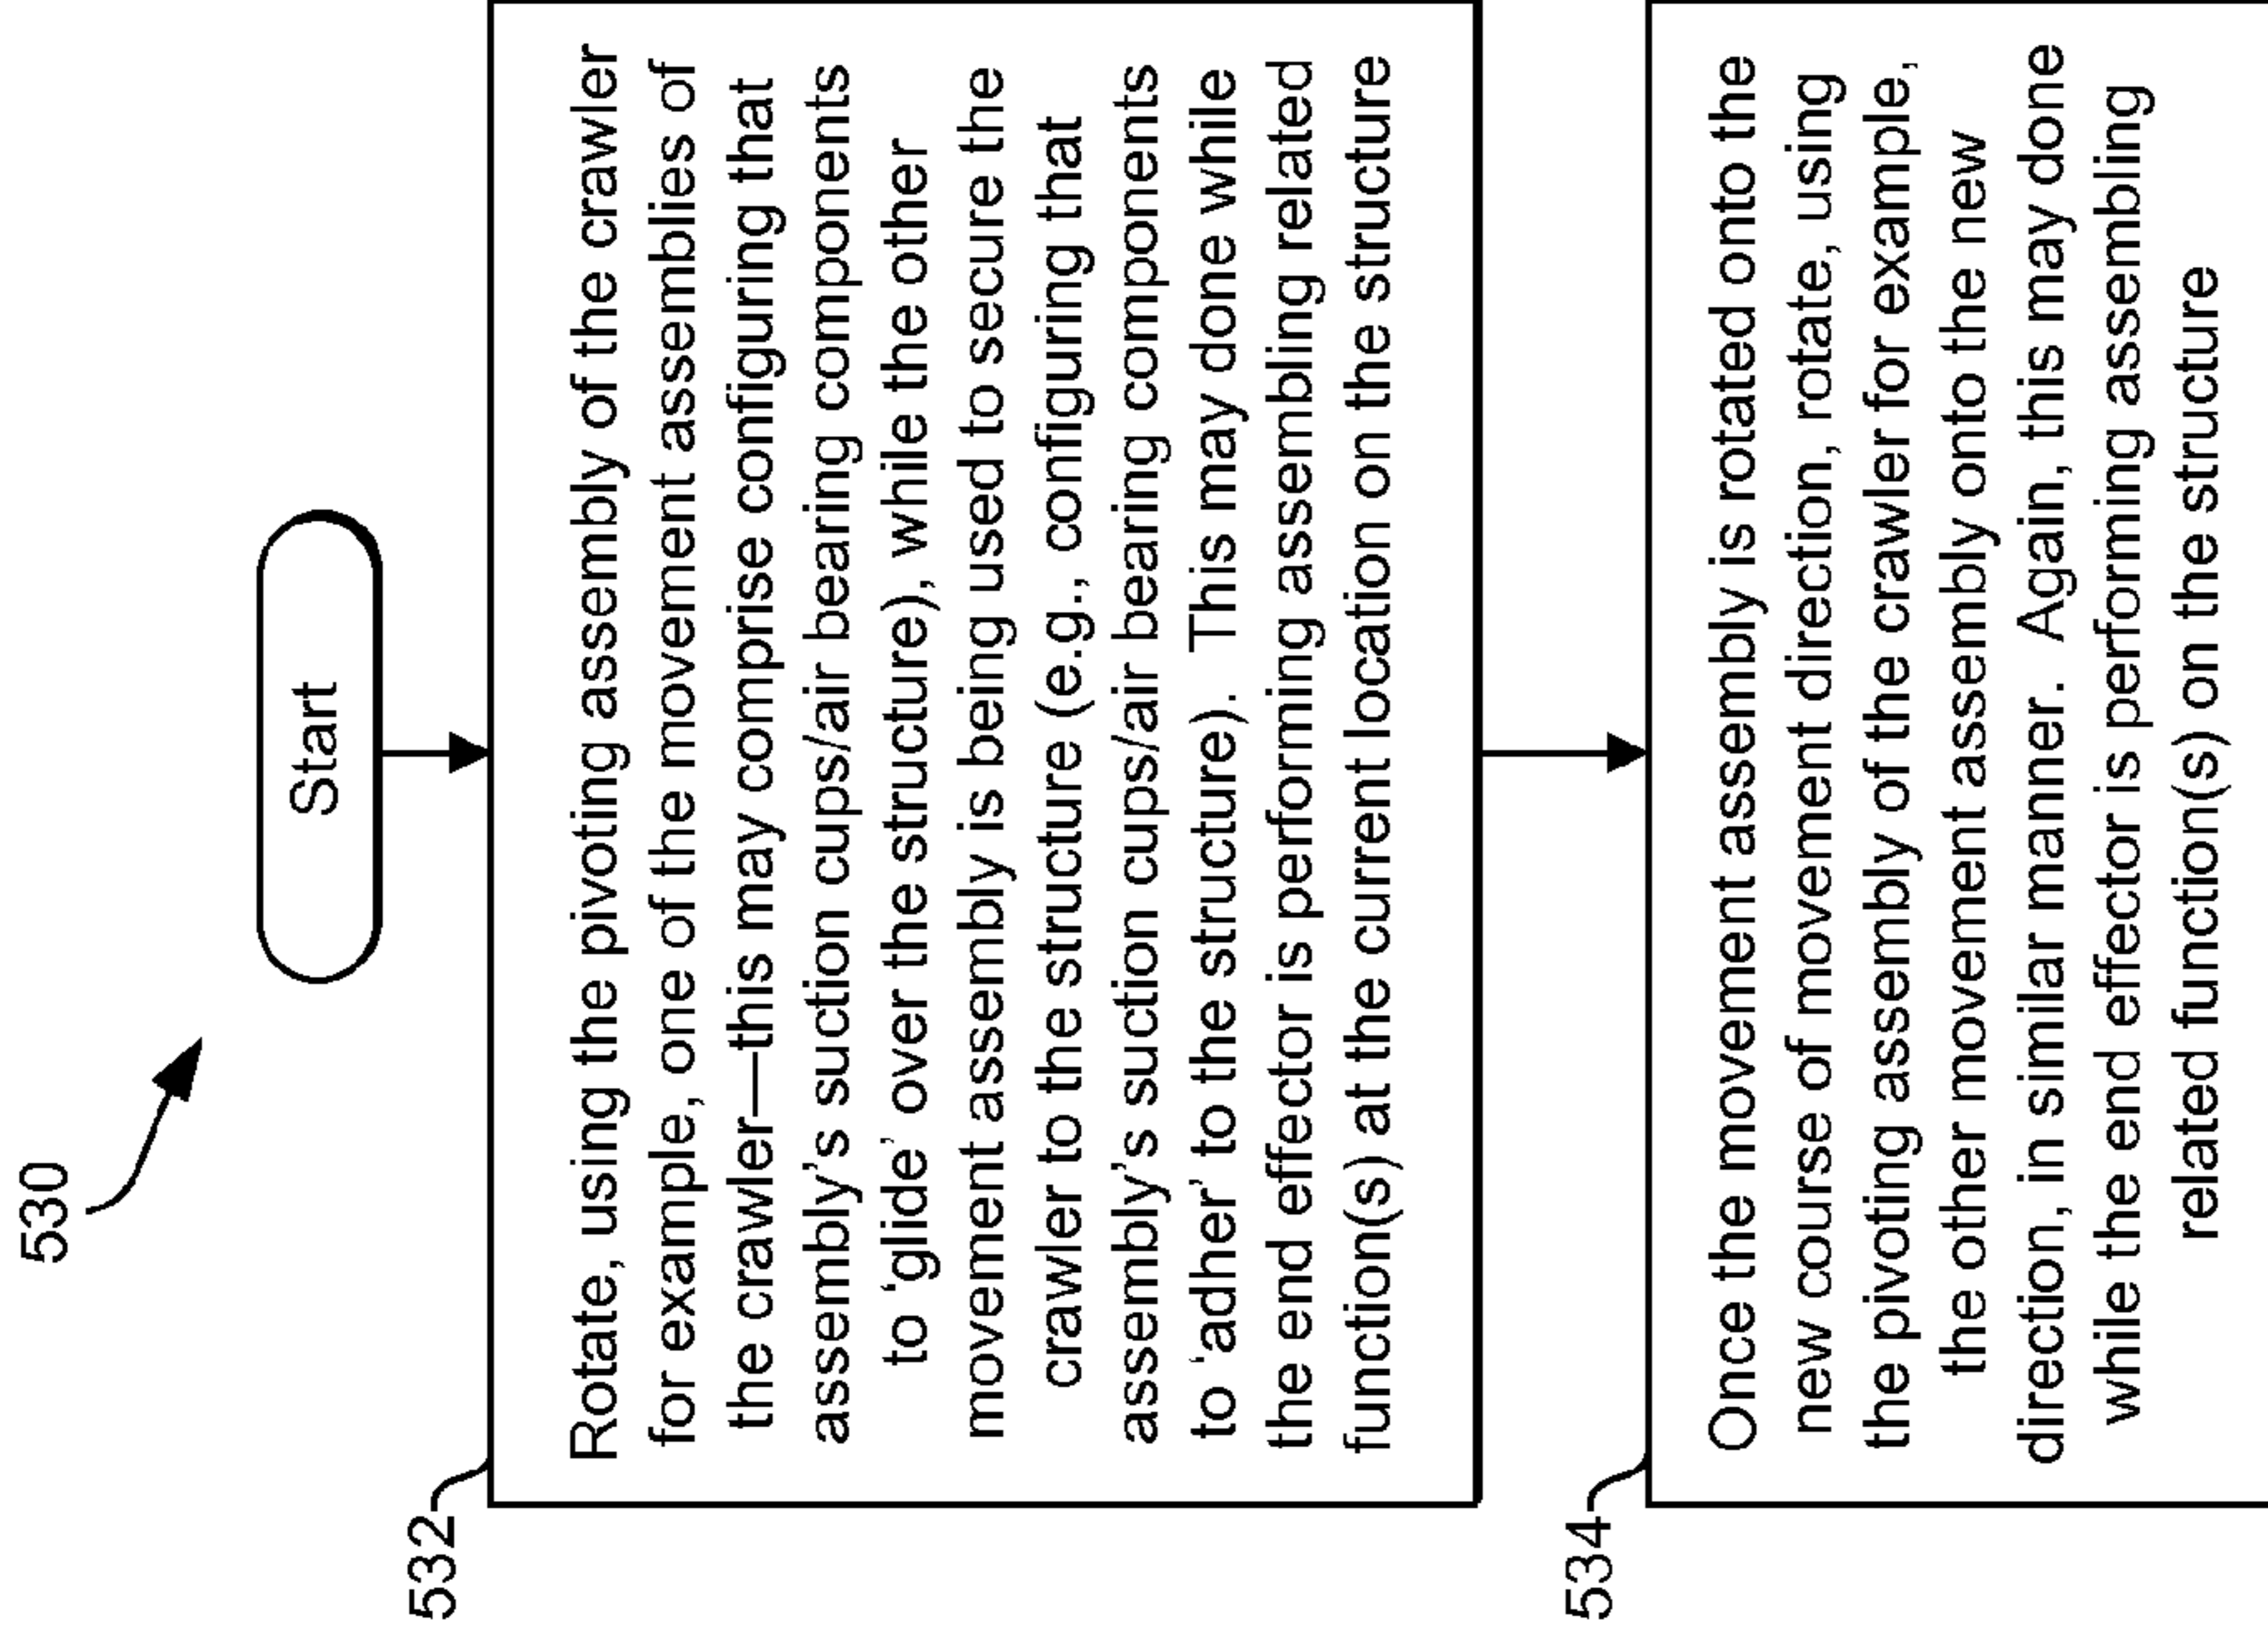 530
Start
532
Rotate, using the pivoting assembly of the crawler
for example, one of the movement assemblies of
the crawler—this may comprise configuring that
assembly’s suction cups/air bearing components
to ‘glide’ over the structure), while the other
movement assembly is being used to secure the
crawler to the structure (e.g., configuring that
assembly’s suction cups/air bearing components
to ‘adher’ to the structure). This may done while
the end effector is performing assembling related
function(s) at the current location on the structure
534
Once the movement assembly is rotated onto the
new course of movement direction, rotate, using
the pivoting assembly of the crawler for example,
the other movement assembly onto the new
direction, in similar manner. Again, this may done
while the end effector is performing assembling
related function(s) on the structure